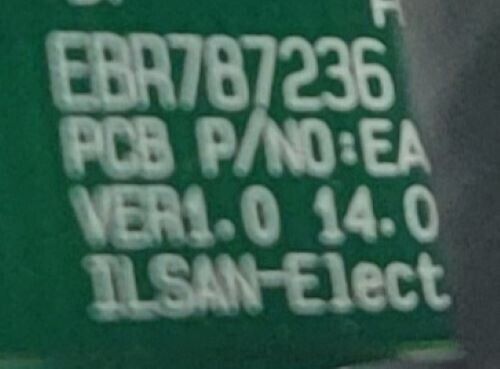 EBR787236
PCB P/NO:EA
VER1.0 14.0
ILSAN-Elect